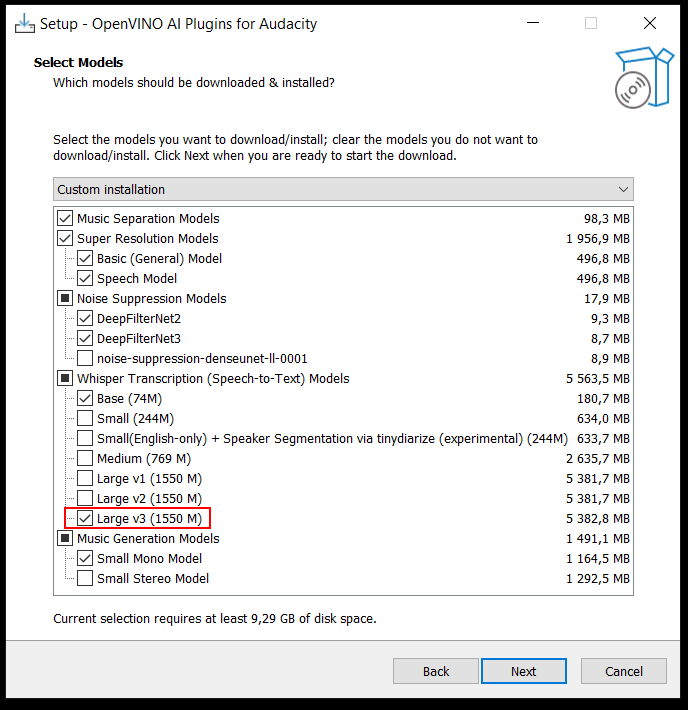 Setup - OpenVINO AI Plugins for Audacity
Select Models
Which models should be downloaded & installed?
Select the models you want to download/install; clear the models you do not want to
download/install. Click Next when you are ready to start the download.
Custom installation
Music Separation Models 98,3 MB
Super Resolution Models 1 956,9 MB
Basic (General) Model 496,8 MB
Speech Model 496,8 MB
Noise Suppression Models 17,9 MB
DeepFilterNet2 9,3 MB
DeepFilterNet3 8,7 MB
noise-suppression-denseunet-ll-0001 8,9 MB
Whisper Transcription (Speech-to-Text) Models 5 563,5 MB
Base (74M) 180,7 MB
Small (244M) 634,0 MB
Small(English-only) + Speaker Segmentation via tinydiarize (experimental) (244M) 633,7 MB
Medium (769 M) 2 635,7 MB
Large v1 (1550 M) 5 381,7 MB
Large v2 (1550 M) 5 381,7 MB
Large v3 (1550 M) 5 382,8 MB
Music Generation Models 1 491,1 MB
Small Mono Model 1 164,5 MB
Small Stereo Model 1 292,5 MB
Current selection requires at least 9,29 GB of disk space.
Back Next Cancel